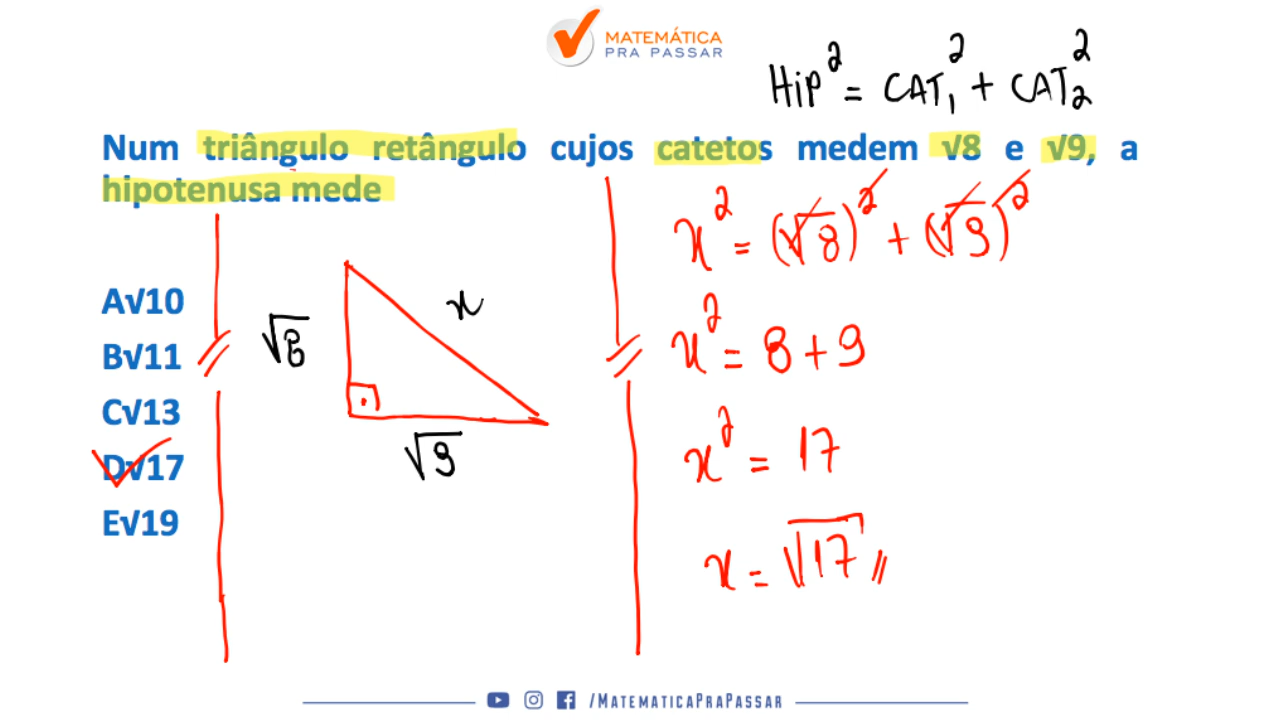 MATEMÁTICA
PRA PASSAR
Hip² = CAT₁² + CAT₂²
Num triângulo retângulo cujos catetos medem √8 e √9, a
hipotenusa mede
A√10
B√11
C√13
D√17
E√19
√8
x
√9
x² = (√8)² + (√9)²
x² = 8 + 9
x² = 17
x = √17 //
/MATEMATICAPRAPASSAR